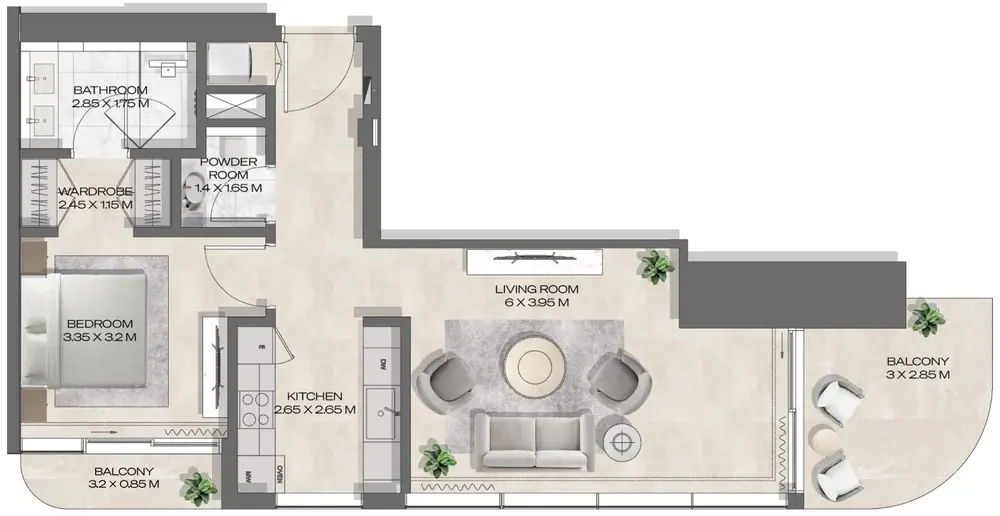 BATHROOM
2.85 X 1.75 M
POWDER
ROOM
1.4 X 1.65 M
WARDROBE
2.45 X 1.15 M
LIVING ROOM
6 X 3.95 M
BEDROOM
3.35 X 3.2 M
FR
DW
BALCONY
3 X 2.85 M
KITCHEN
2.65 X 2.65 M
BALCONY
3.2 X 0.85 M
MW
OVEN